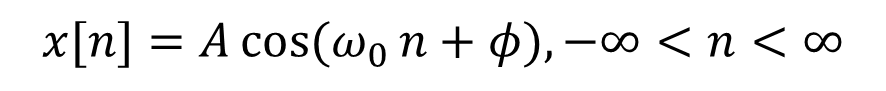 x[n] = A cos(ω₀ n + ϕ), −∞ < n < ∞